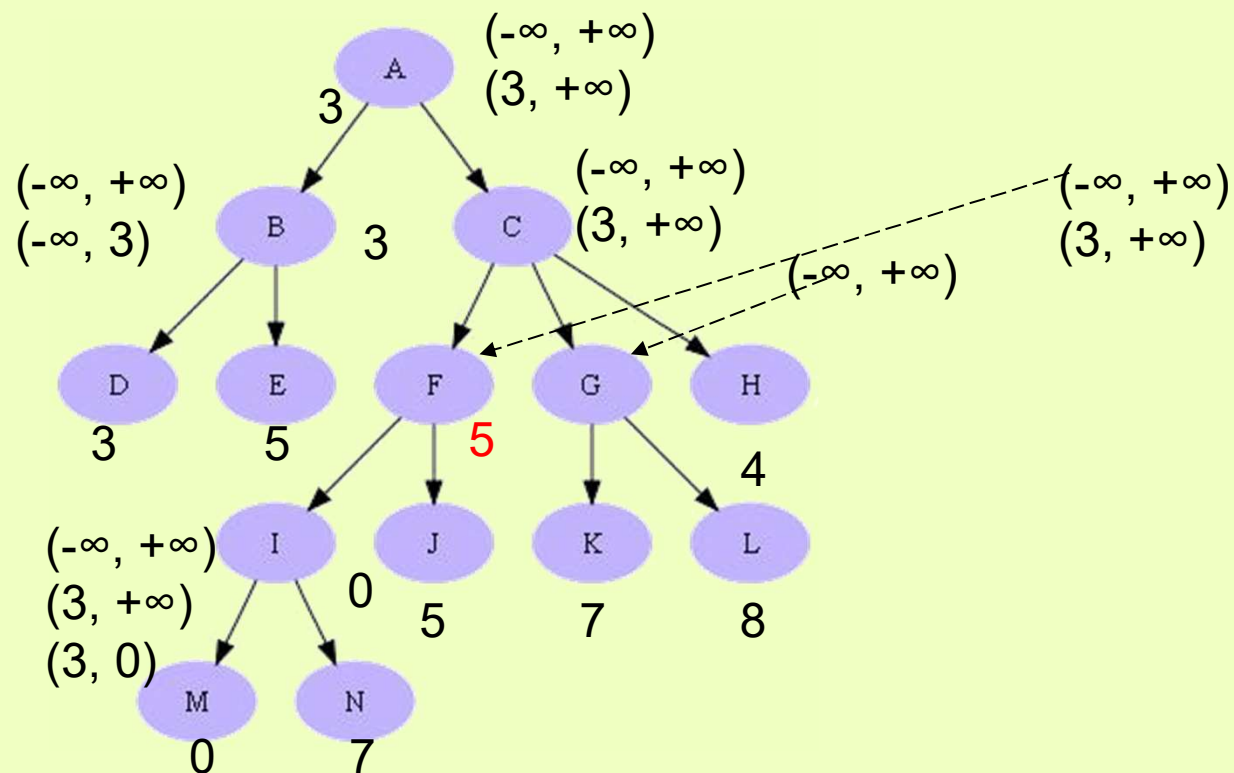 A
(-∞, +∞)
(3, +∞)
3
(-∞, +∞)
(-∞, 3)
B
3
C
(-∞, +∞)
(3, +∞)
(-∞, +∞)
(-∞, +∞)
(3, +∞)
D
E
F
G
H
3
5
5
4
(-∞, +∞)
(3, +∞)
(3, 0)
I
J
K
L
0
5
7
8
M
N
0
7